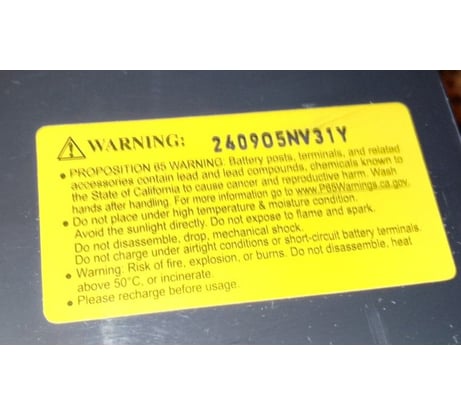 WARNING: 240905NV31Y
• PROPOSITION 65 WARNING: Battery posts, terminals, and related
accessories contain lead and lead compounds, chemicals known to
the State of California to cause cancer and reproductive harm. Wash
hands after handling. For more information go to www.P65Warnings.ca.gov.
• Do not place under high temperature & moisture condition.
Avoid the sunlight directly. Do not expose to flame and spark.
Do not disassemble, drop, mechanical shock.
Do not charge under airtight conditions or short-circuit battery terminals.
• Warning: Risk of fire, explosion, or burns. Do not disassemble, heat
above 50°C, or incinerate.
• Please recharge before usage.